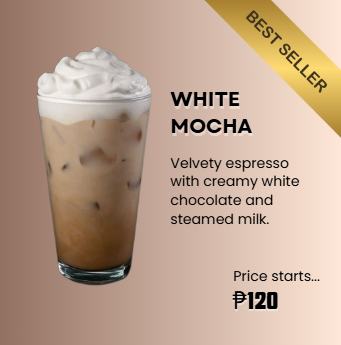 BEST SELLER
WHITE
MOCHA
Velvety espresso
with creamy white
chocolate and
steamed milk.
Price starts...
₱120